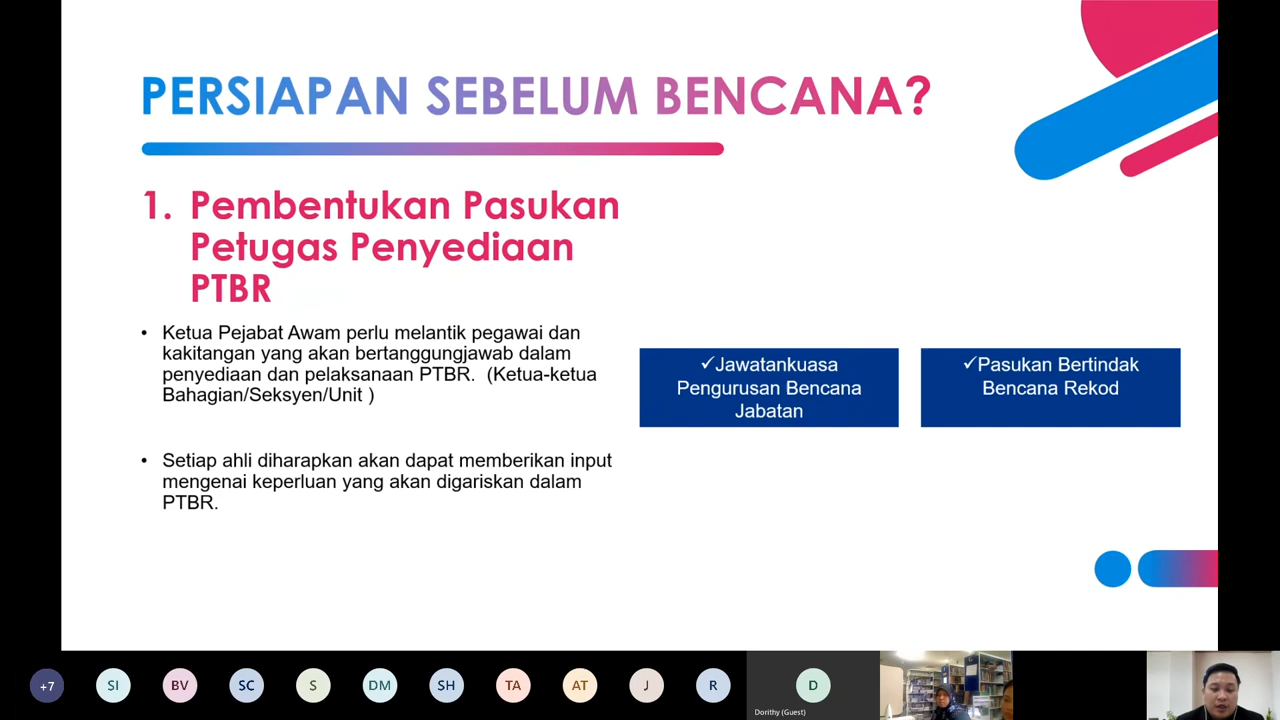 PERSIAPAN SEBELUM BENCANA?
1. Pembentukan Pasukan
Petugas Penyediaan
PTBR
• Ketua Pejabat Awam perlu melantik pegawai dan
kakitangan yang akan bertanggungjawab dalam
penyediaan dan pelaksanaan PTBR. (Ketua-ketua
Bahagian/Seksyen/Unit )
• Setiap ahli diharapkan akan dapat memberikan input
mengenai keperluan yang akan digariskan dalam
PTBR.
✓Jawatankuasa
Pengurusan Bencana
Jabatan
✓Pasukan Bertindak
Bencana Rekod
+7
SI
BV
SC
S
DM
SH
TA
AT
J
R
D
Dorithy (Guest)